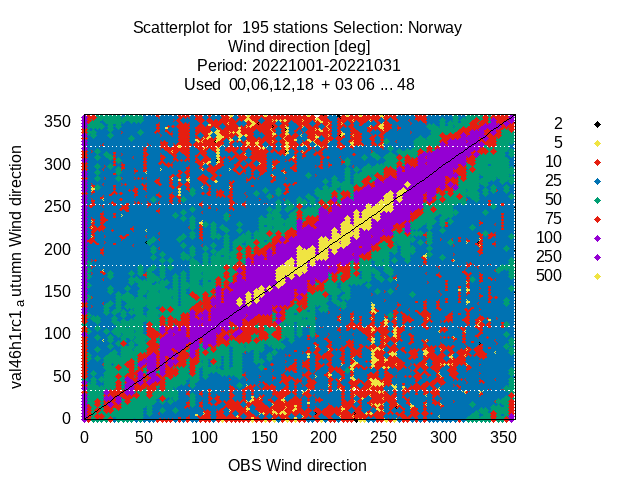 Scatterplot for 195 stations Selection: Norway
Wind direction [deg]
Period: 20221001-20221031
Used 00,06,12,18 + 03 06 ... 48
val46h1rc1 a utumn Wind direction
350
300
250
200
150
100
50
0
0 50 100 150 200 250 300 350
OBS Wind direction
2
5
10
25
50
75
100
250
500